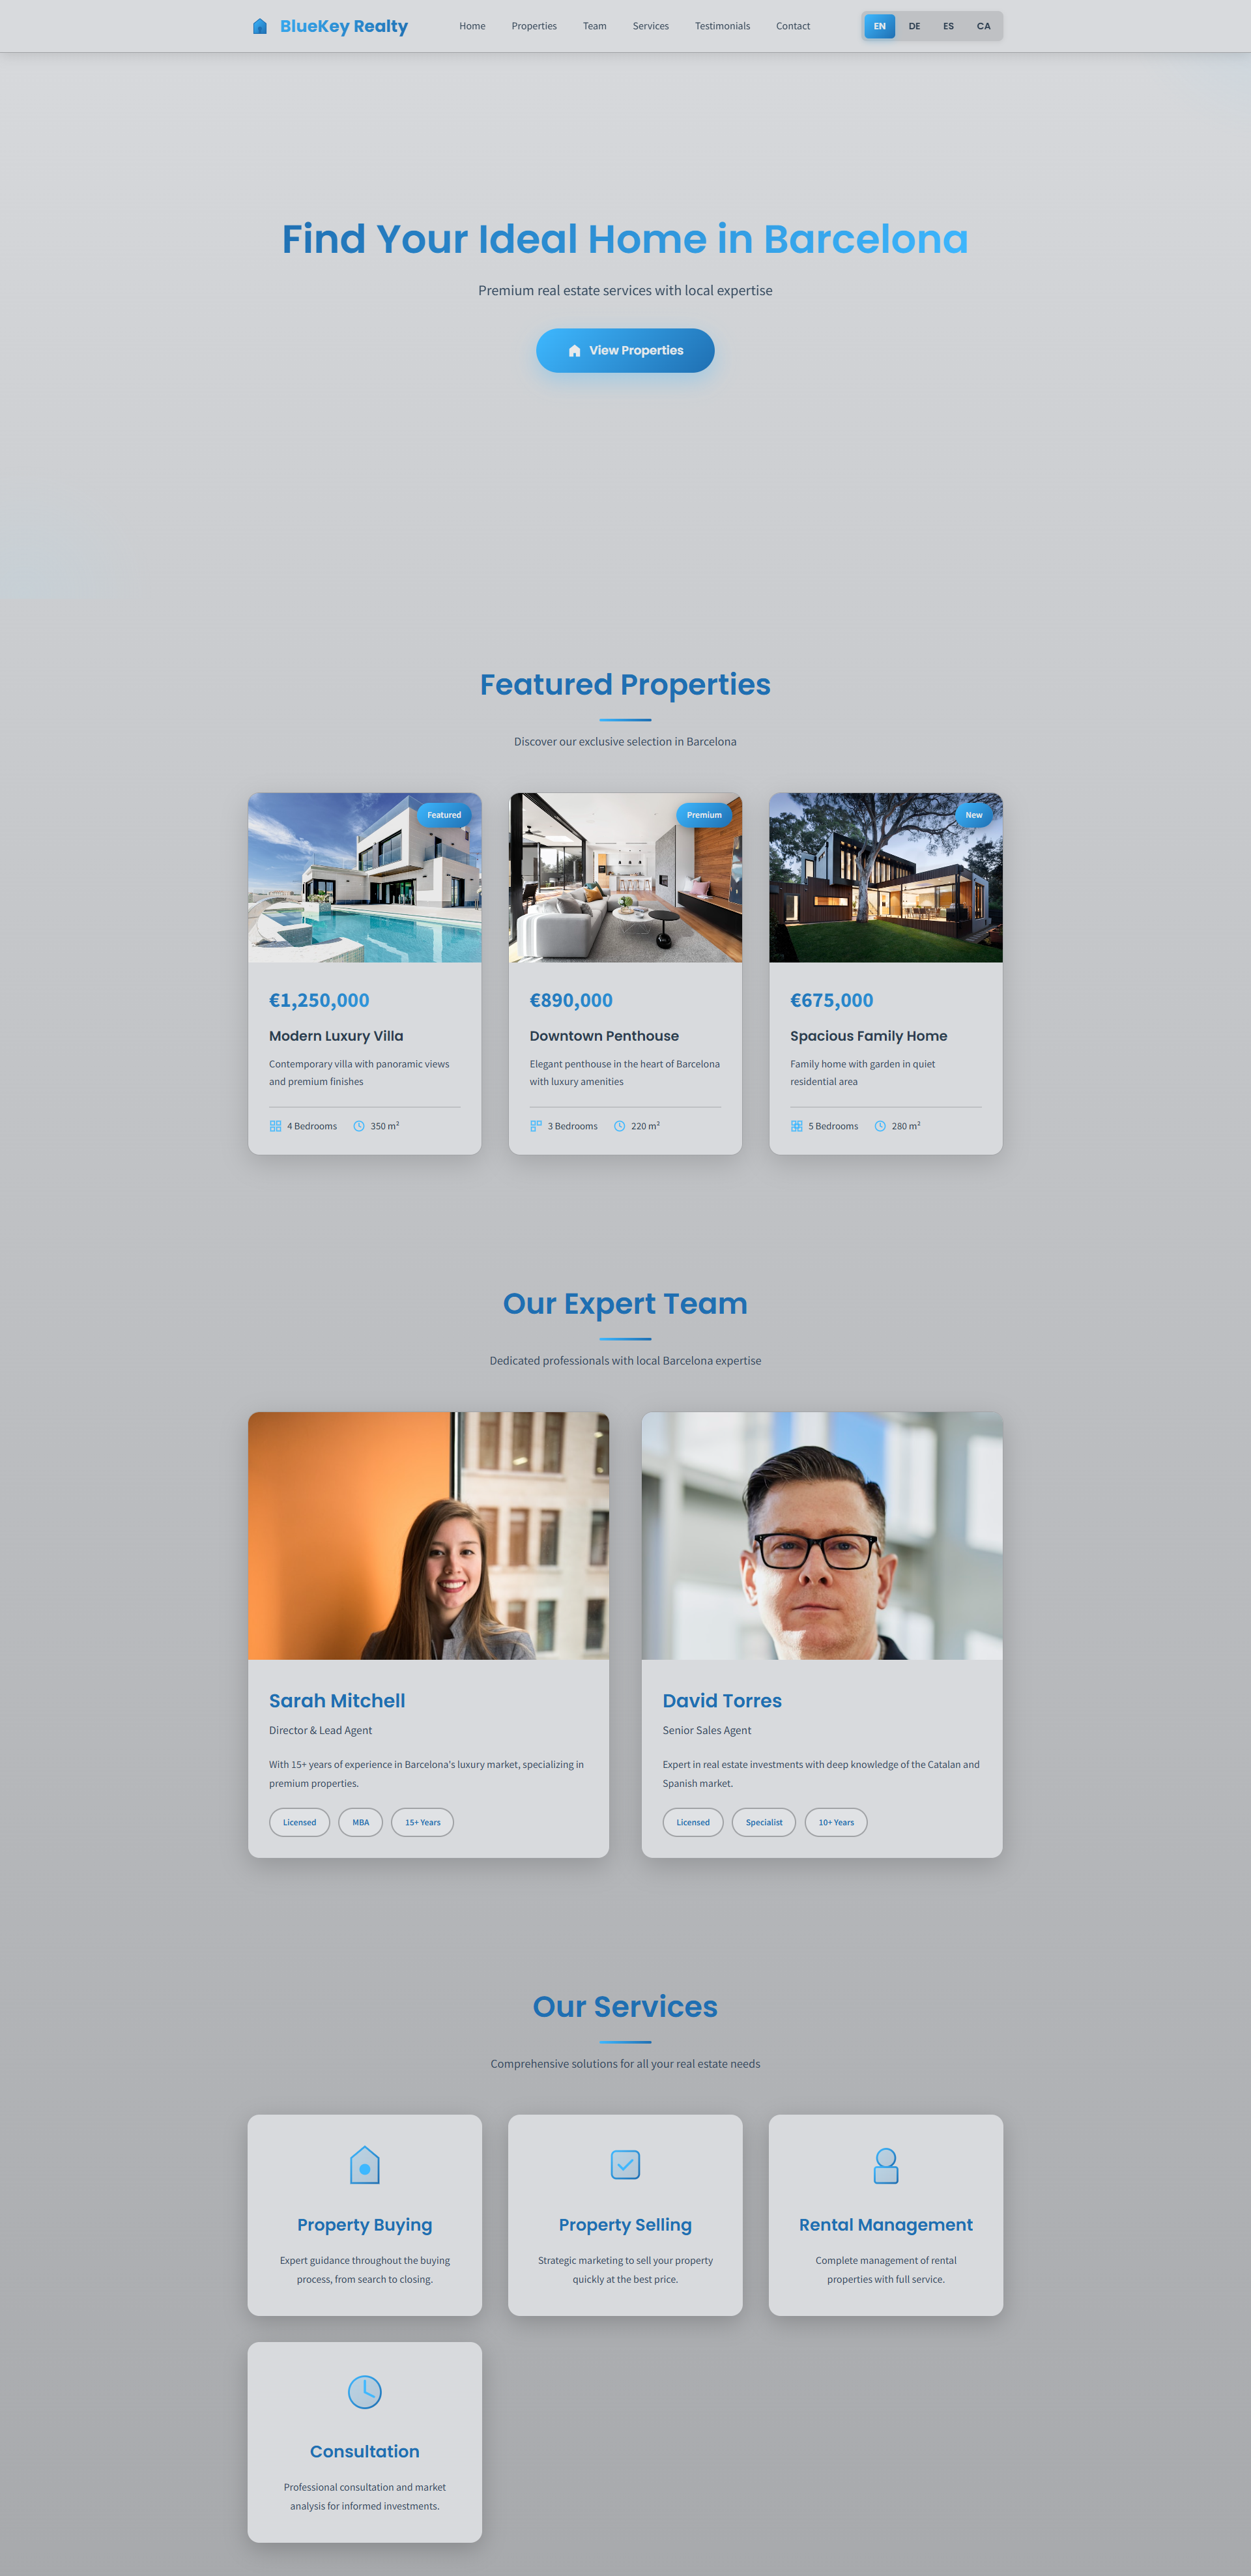 BlueKey Realty
Home
Properties
Team
Services
Testimonials
Contact
EN
DE
ES
CA
Find Your Ideal Home in Barcelona
Premium real estate services with local expertise
View Properties
Featured Properties
Discover our exclusive selection in Barcelona
Featured
€1,250,000
Modern Luxury Villa
Contemporary villa with panoramic views
and premium finishes
4 Bedrooms
350 m²
Premium
€890,000
Downtown Penthouse
Elegant penthouse in the heart of Barcelona
with luxury amenities
3 Bedrooms
220 m²
New
€675,000
Spacious Family Home
Family home with garden in quiet
residential area
5 Bedrooms
280 m²
Our Expert Team
Dedicated professionals with local Barcelona expertise
Sarah Mitchell
Director & Lead Agent
With 15+ years of experience in Barcelona's luxury market, specializing in
premium properties.
Licensed
MBA
15+ Years
David Torres
Senior Sales Agent
Expert in real estate investments with deep knowledge of the Catalan and
Spanish market.
Licensed
Specialist
10+ Years
Our Services
Comprehensive solutions for all your real estate needs
Property Buying
Expert guidance throughout the buying
process, from search to closing.
Property Selling
Strategic marketing to sell your property
quickly at the best price.
Rental Management
Complete management of rental
properties with full service.
Consultation
Professional consultation and market
analysis for informed investments.